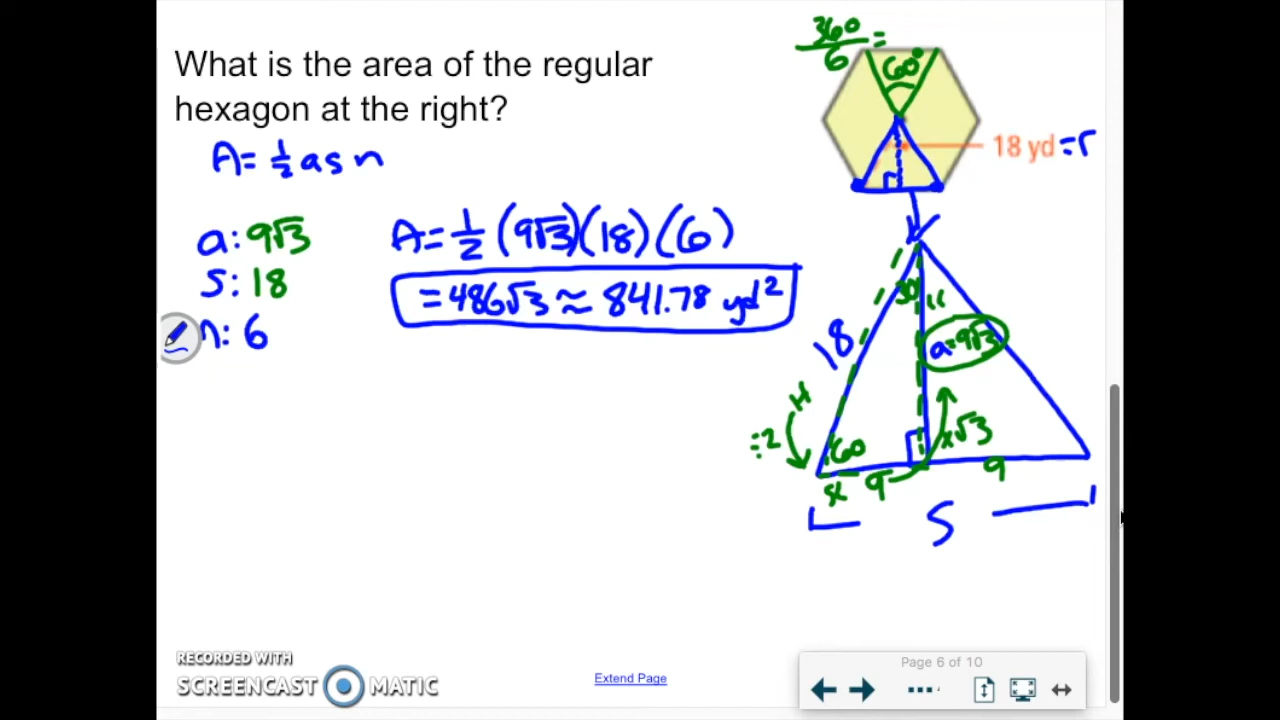 What is the area of the regular
hexagon at the right?
A = 1/2 a s n
a: 9√3
s: 18
n: 6
A = 1/2 (9√3)(18)(6)
= 486√3 ≈ 841.78 yd²
360/6 =
60°
18 yd = r
18
30
a = 9√3
H
÷2
60
x√3
9
9
S
RECORDED WITH
SCREENCAST MATIC
Extend Page
Page 6 of 10